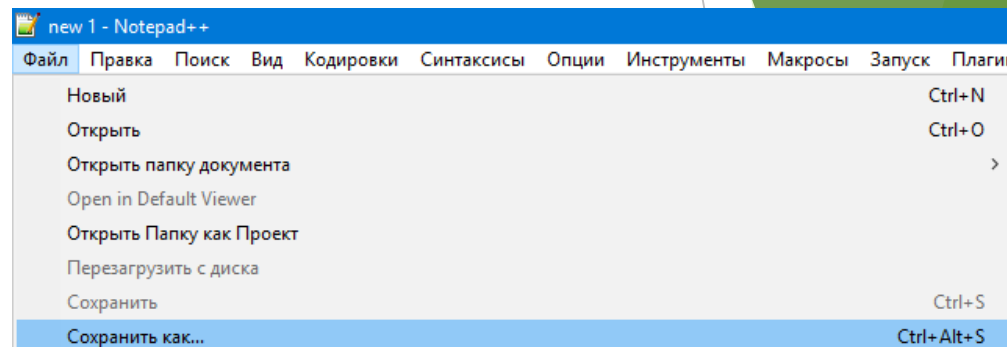 new 1 - Notepad++
Файл Правка Поиск Вид Кодировки Синтаксисы Опции Инструменты Макросы Запуск
Новый Ctrl+N
Открыть Ctrl+O
Открыть папку документа >
Open in Default Viewer
Открыть Папку как Проект
Перезагрузить с диска
Сохранить Ctrl+S
Сохранить как... Ctrl+Alt+S